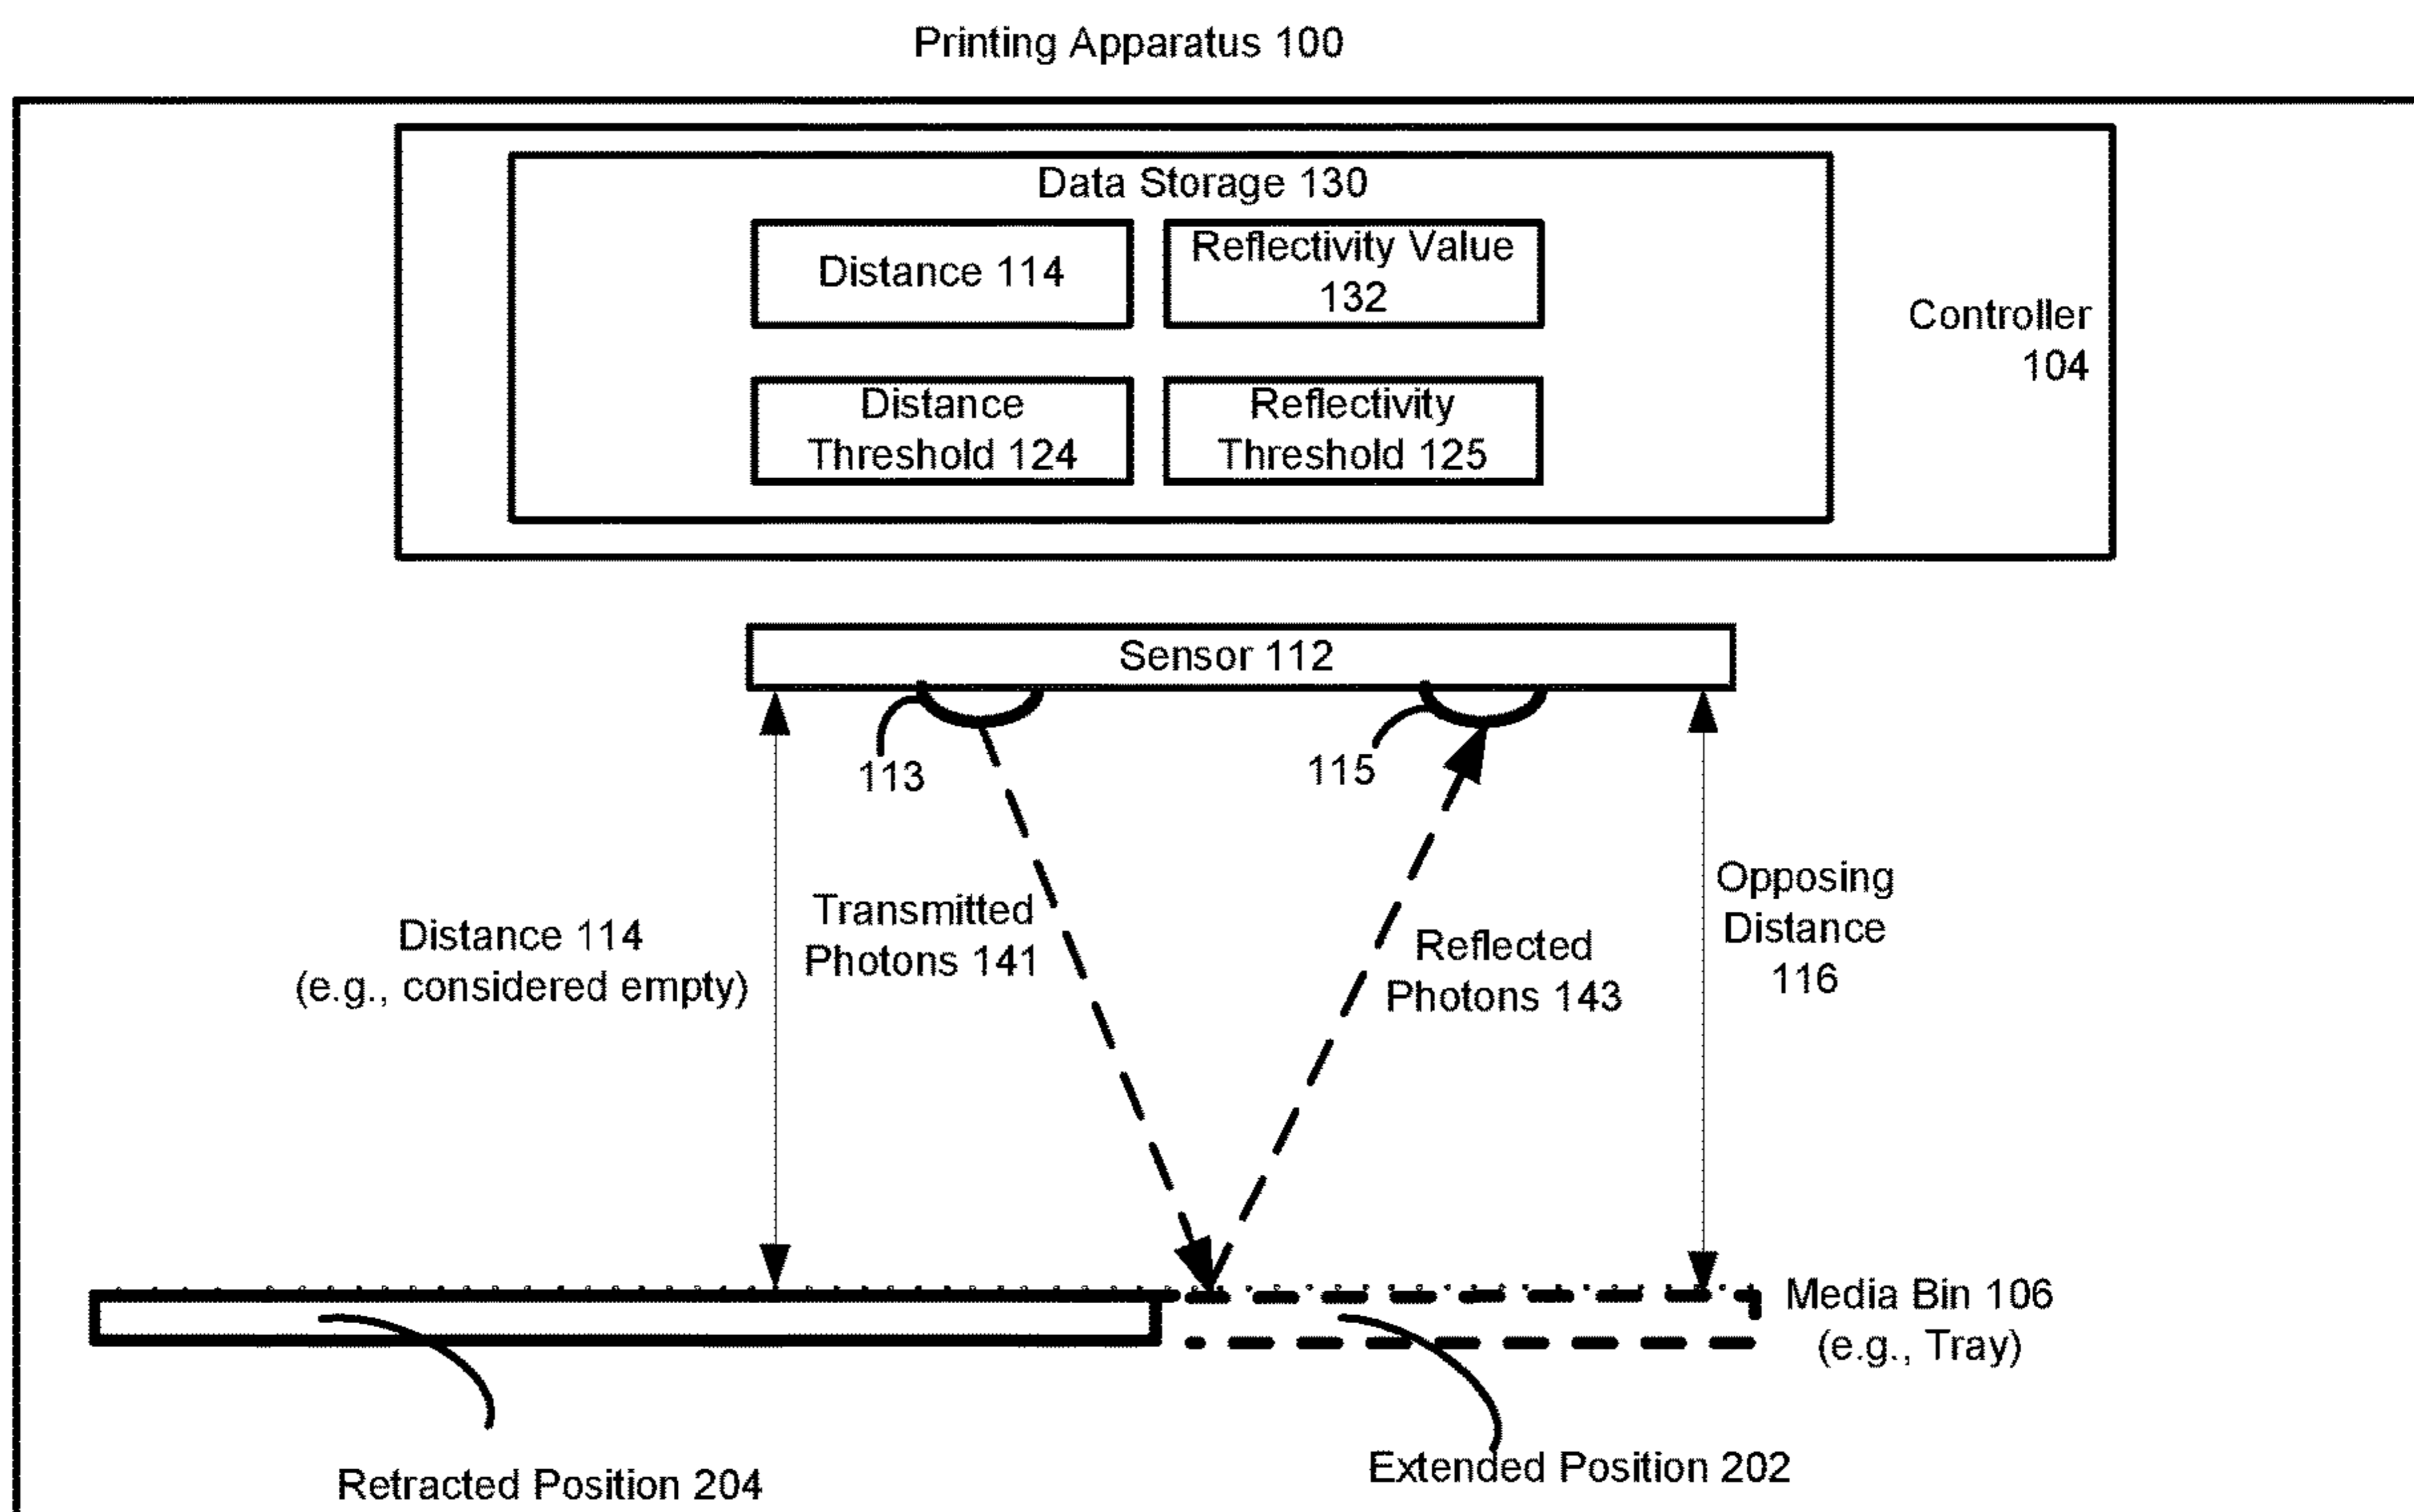 Printing Apparatus 100
Data Storage 130
Distance 114
Reflectivity Value
132
Distance
Threshold 124
Reflectivity
Threshold 125
Controller
104
Sensor 112
113
115
Distance 114
(e.g., considered empty)
Transmitted
Photons 141
Reflected
Photons 143
Opposing
Distance
116
Media Bin 106
(e.g., Tray)
Retracted Position 204
Extended Position 202